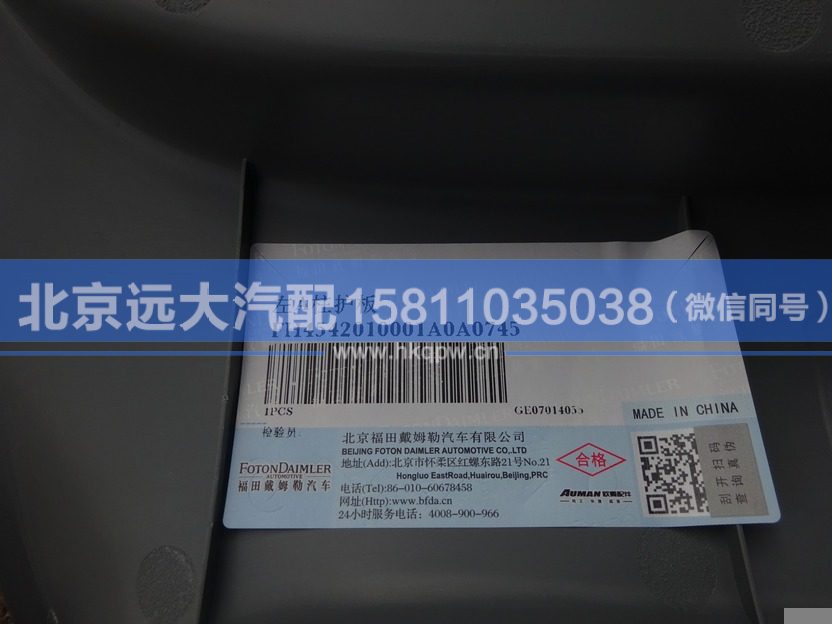 北京远大汽配15811035038（微信同号）
www.hkqpw.cn
1PCS
GE07014055
MADE IN CHINA
检验员:
北京福田戴姆勒汽车有限公司
BEIJING FOTON DAIMLER AUTOMOTIVE CO.,LTD
地址(Add):北京市怀柔区红螺东路21号No.21
Hongluo EastRoad,Huairou,Beijing,PRC
电话(Tel):86-010-60678458
网址(Http):www.bfda.cn
24小时服务电话：4008-900-966
FOTONDAIMLER
AUTOMOTIVE
福田戴姆勒汽车
合格
AUMAN 欧曼配件
刮开扫码
查询真伪